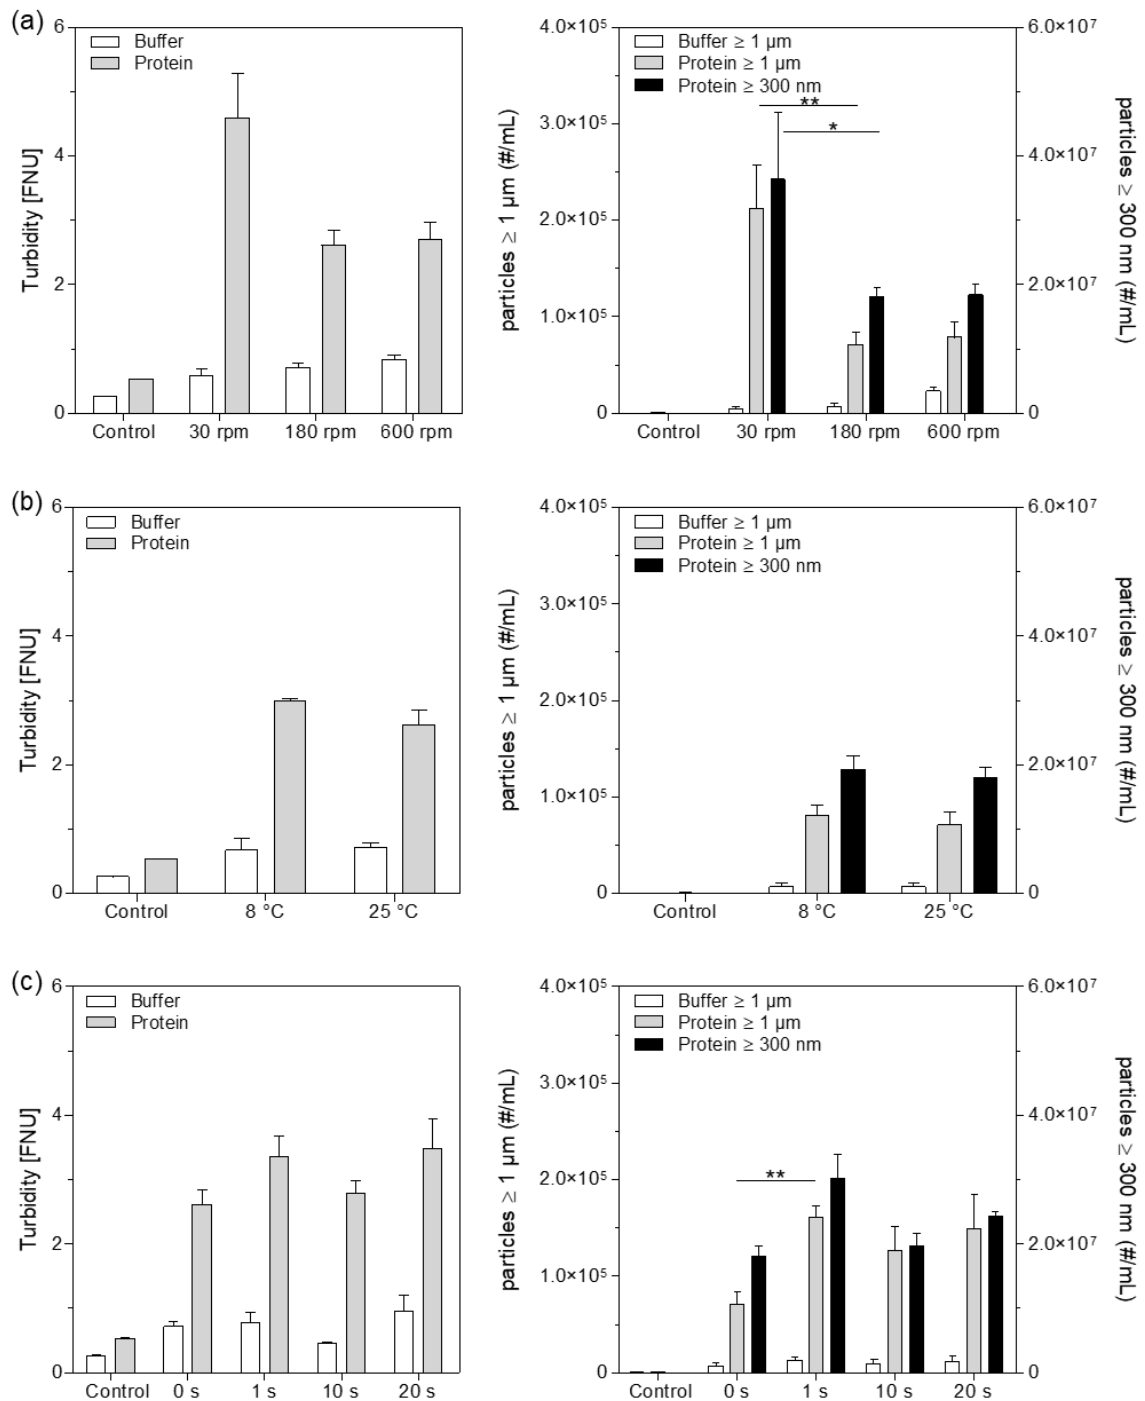 (a)
Turbidity [FNU]
6
4
2
0
Buffer
Protein
Control 30 rpm 180 rpm 600 rpm
particles ≥ 1 µm (#/mL)
4.0×10⁵
3.0×10⁵
2.0×10⁵
1.0×10⁵
0
Buffer ≥ 1 µm
Protein ≥ 1 µm
Protein ≥ 300 nm
**
*
Control 30 rpm 180 rpm 600 rpm
6.0×10⁷
4.0×10⁷
2.0×10⁷
0
particles ≥ 300 nm (#/mL)
(b)
Turbidity [FNU]
6
4
2
0
Buffer
Protein
Control 8 °C 25 °C
particles ≥ 1 µm (#/mL)
4.0×10⁵
3.0×10⁵
2.0×10⁵
1.0×10⁵
0
Buffer ≥ 1 µm
Protein ≥ 1 µm
Protein ≥ 300 nm
Control 8 °C 25 °C
6.0×10⁷
4.0×10⁷
2.0×10⁷
0
particles ≥ 300 nm (#/mL)
(c)
Turbidity [FNU]
6
4
2
0
Buffer
Protein
Control 0 s 1 s 10 s 20 s
particles ≥ 1 µm (#/mL)
4.0×10⁵
3.0×10⁵
2.0×10⁵
1.0×10⁵
0
Buffer ≥ 1 µm
Protein ≥ 1 µm
Protein ≥ 300 nm
**
Control 0 s 1 s 10 s 20 s
6.0×10⁷
4.0×10⁷
2.0×10⁷
0
particles ≥ 300 nm (#/mL)